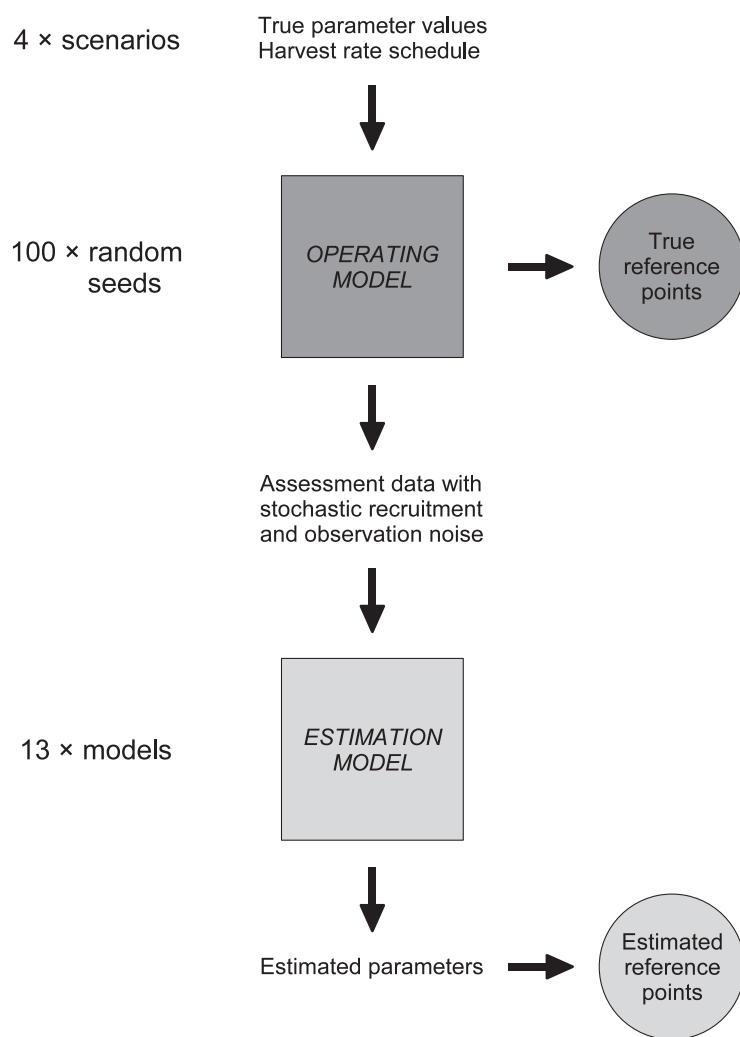 4 × scenarios
True parameter values
Harvest rate schedule
100 × random
seeds
OPERATING
MODEL
True
reference
points
Assessment data with
stochastic recruitment
and observation noise
13 × models
ESTIMATION
MODEL
Estimated parameters
Estimated
reference
points